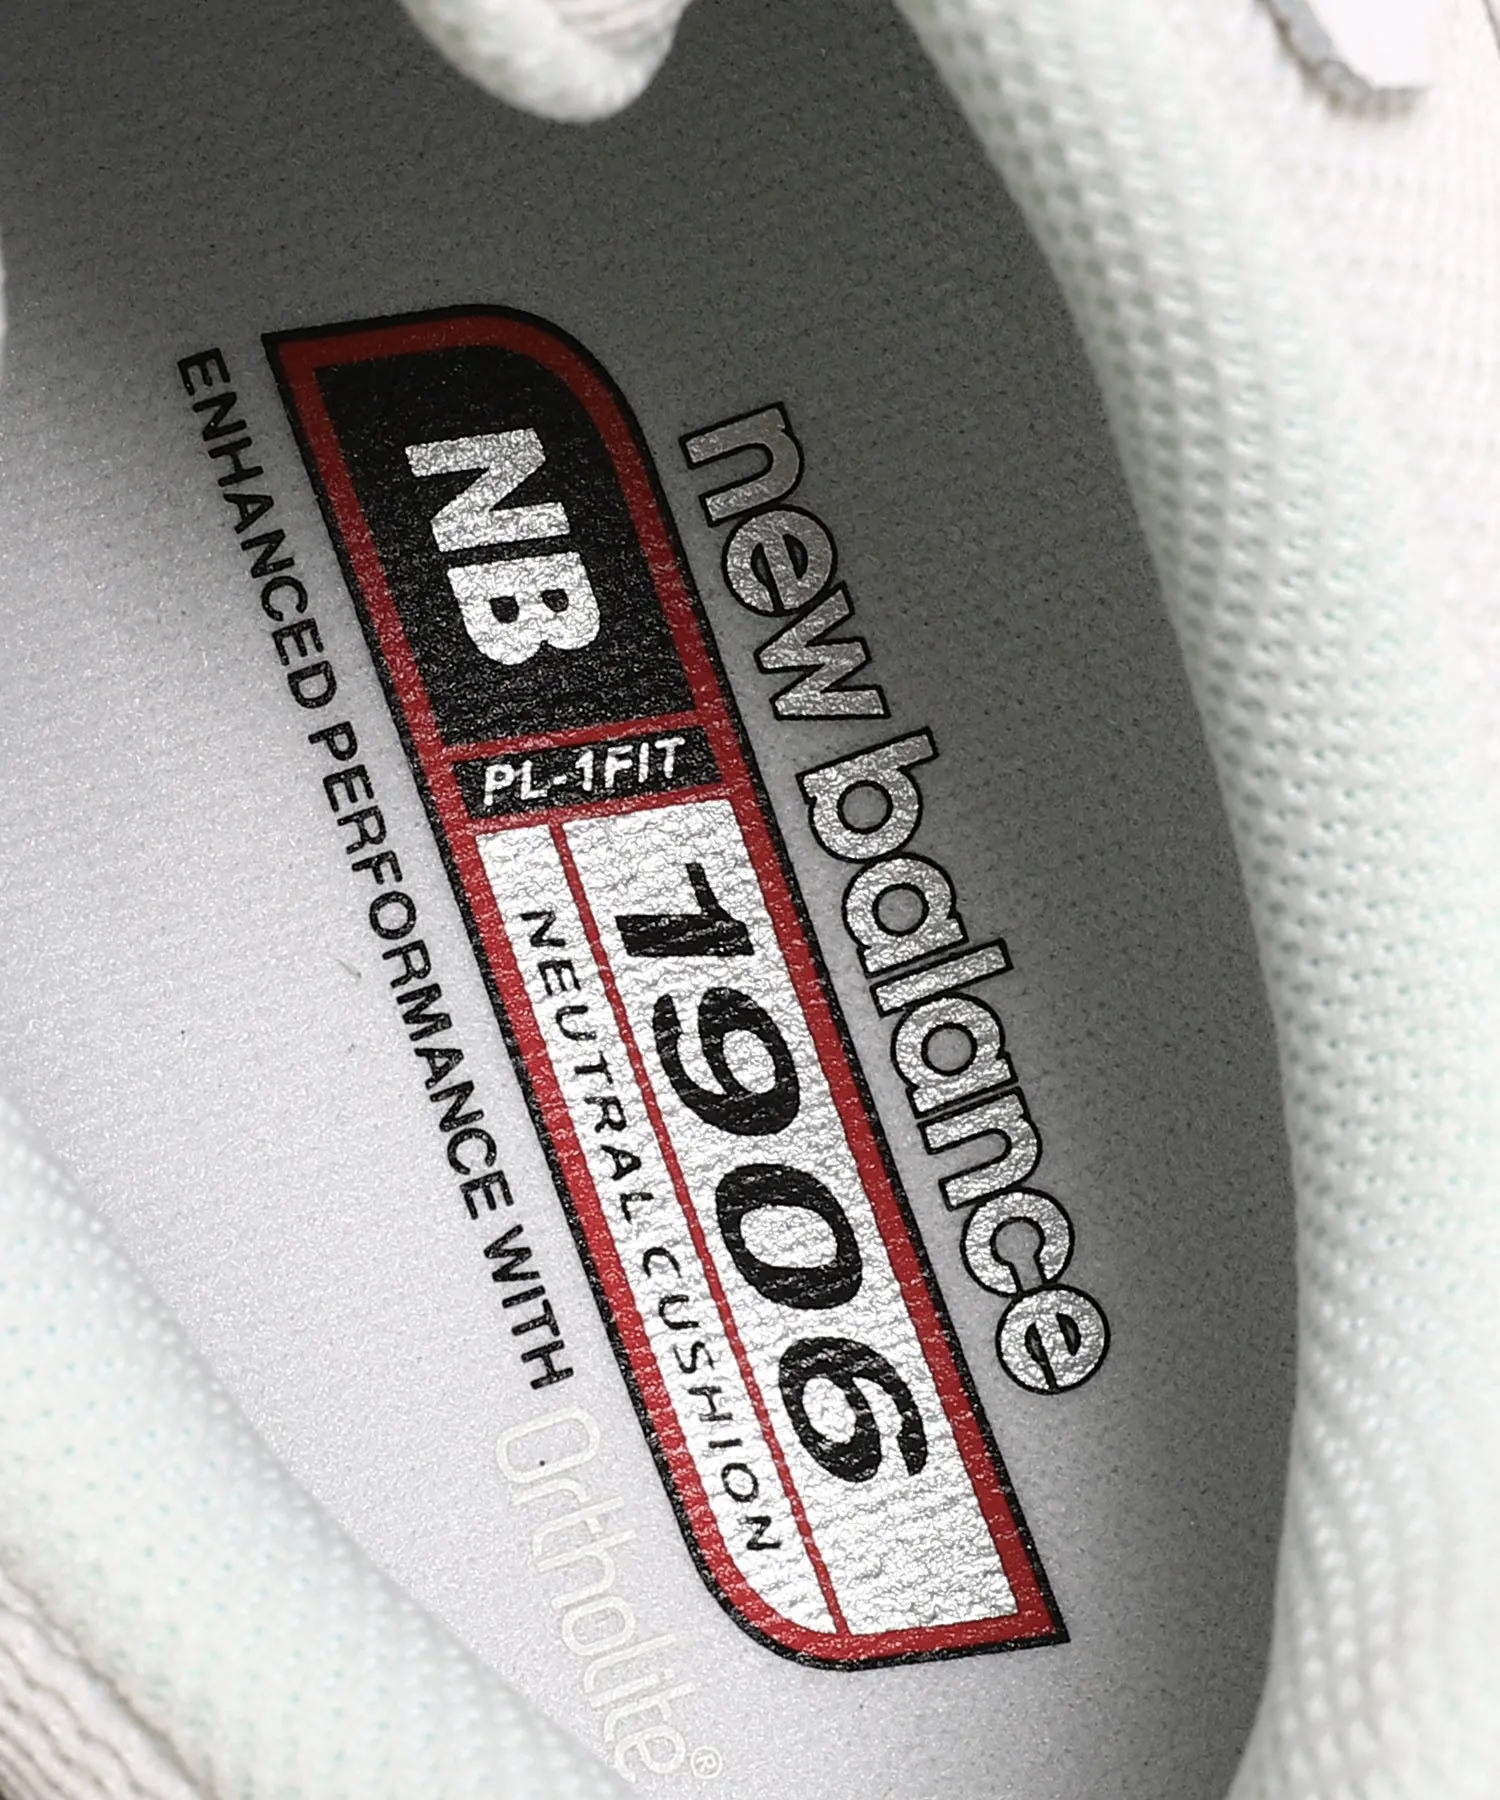 new balance
NB
PL-1FIT
1906
NEUTRAL CUSHION
ENHANCED PERFORMANCE WITH
Ortholite®